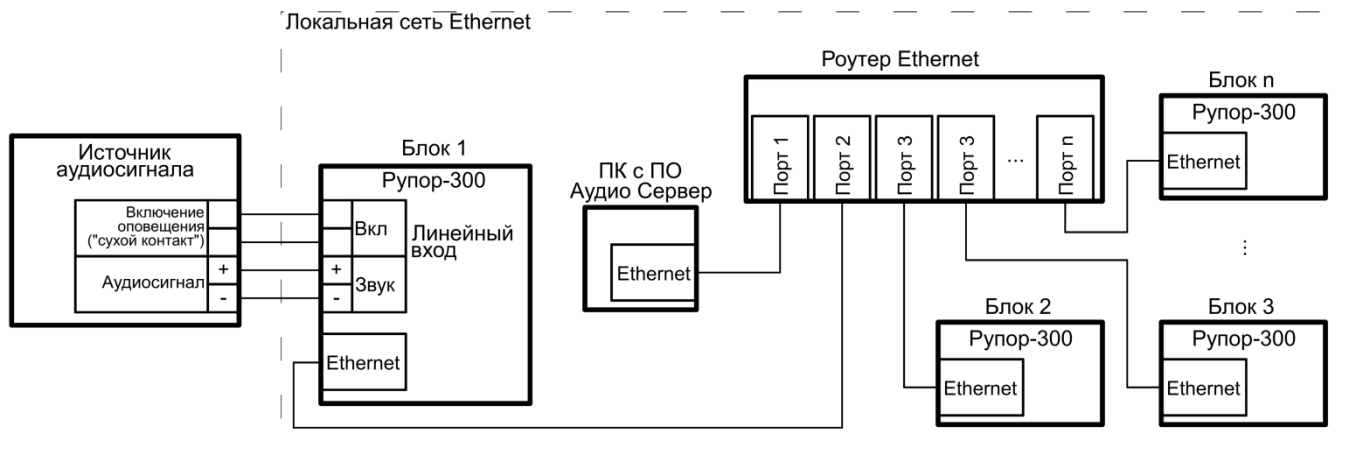 Локальная сеть Ethernet
Источник
аудиосигнала
Включение
оповещения
("сухой контакт")
Аудиосигнал
+
-
Блок 1
Рупор-300
Вкл
Линейный
вход
+
-
Звук
Ethernet
ПК с ПО
Аудио Сервер
Ethernet
Роутер Ethernet
Порт 1
Порт 2
Порт 3
Порт 3
...
Порт n
Блок n
Рупор-300
Ethernet
...
Блок 2
Рупор-300
Ethernet
Блок 3
Рупор-300
Ethernet